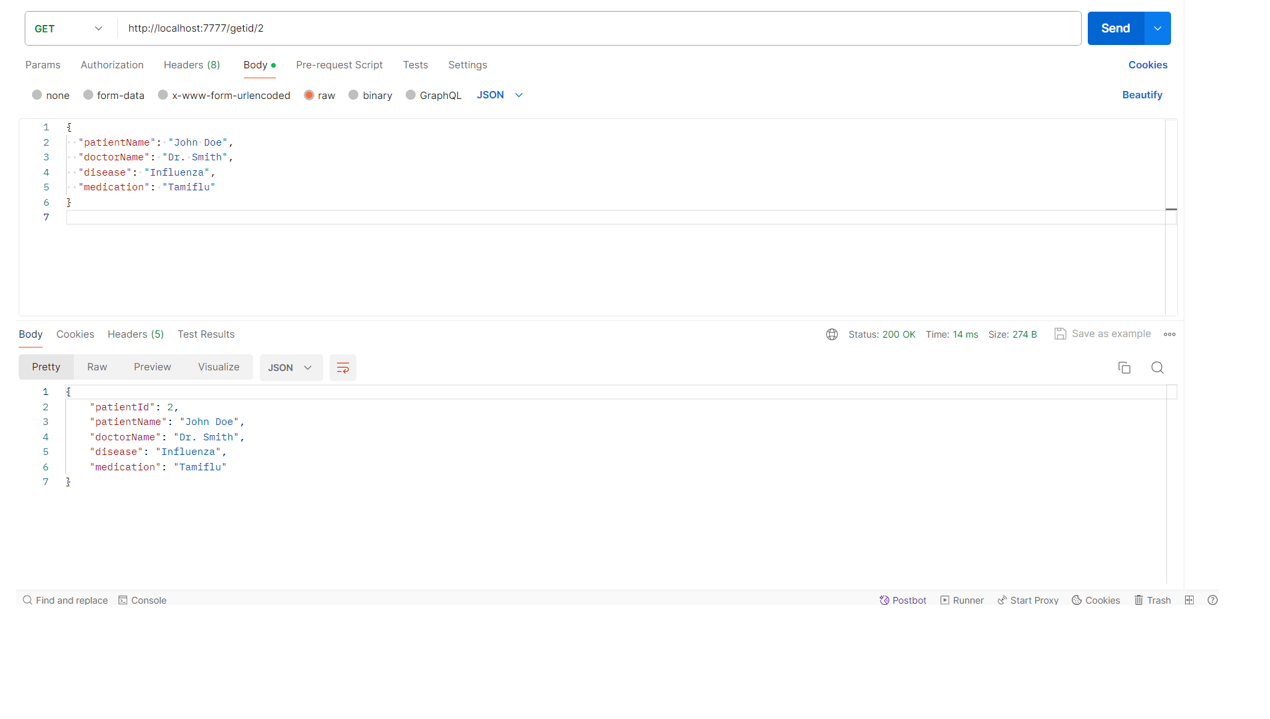 GET http://localhost:7777/getid/2 Send
Params Authorization Headers (8) Body Pre-request Script Tests Settings Cookies
none form-data x-www-form-urlencoded raw binary GraphQL JSON Beautify
1 {
2 "patientName": "John Doe",
3 "doctorName": "Dr. Smith",
4 "disease": "Influenza",
5 "medication": "Tamiflu"
6 }
7
Body Cookies Headers (5) Test Results Status: 200 OK Time: 14 ms Size: 274 B Save as example
Pretty Raw Preview Visualize JSON
1 {
2 "patientId": 2,
3 "patientName": "John Doe",
4 "doctorName": "Dr. Smith",
5 "disease": "Influenza",
6 "medication": "Tamiflu"
7 }
Find and replace Console Postbot Runner Start Proxy Cookies Trash